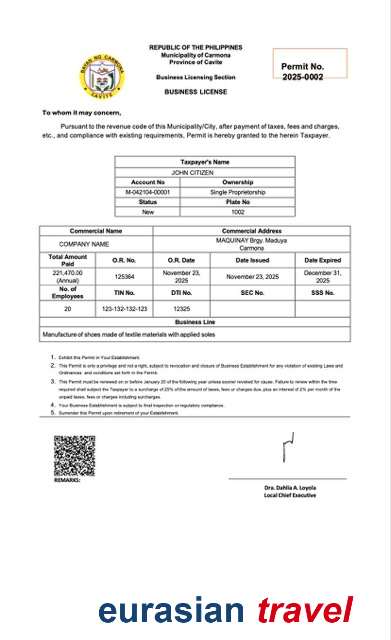 REPUBLIC OF THE PHILIPPINES
Municipality of Carmona
Province of Cavite
Business Licensing Section
BUSINESS LICENSE
Permit No.
2025-0002
BAYAN NG CARMONA
CAVITE
To whom it may concern,
Pursuant to the revenue code of this Municipality/City, after payment of taxes, fees and charges,
etc., and compliance with existing requirements, Permit is hereby granted to the herein Taxpayer.
Taxpayer's Name
JOHN CITIZEN
Account No Ownership
M-042104-00001 Single Proprietorship
Status Plate No
New 1002
Commercial Name Commercial Address
COMPANY NAME MAQUINAY Brgy. Maduya
Carmona
Total Amount Paid O.R. No. O.R. Date Date Issued Date Expired
221,470.00 (Annual) 125364 November 23, 2025 November 23, 2025 December 31, 2025
No. of Employees TIN No. DTI No. SEC No. SSS No.
20 123-132-132-123 12325
Business Line
Manufacture of shoes made of textile materials with applied soles
1. Exhibit this Permit in Your Establishment.
2. This Permit is only a privilege and not a right, subject to revocation and closure of Business Establishment for any violation of existing Laws and
Ordinances and conditions set forth in the Permit.
3. This Permit must be renewed on or before January 20 of the following year unless sooner revoked for cause. Failure to renew within the time
required shall subject the Taxpayer to a surcharge of 25% of the amount of taxes, fees or charges due, plus an interest of 2% per month of the
unpaid taxes, fees or charges including surcharges.
4. Your Business Establishment is subject to final inspection on regulatory compliance.
5. Surrender this Permit upon retirement of your Establishment.
REMARKS:
Dra. Dahlia A. Loyola
Local Chief Executive
eurasian travel